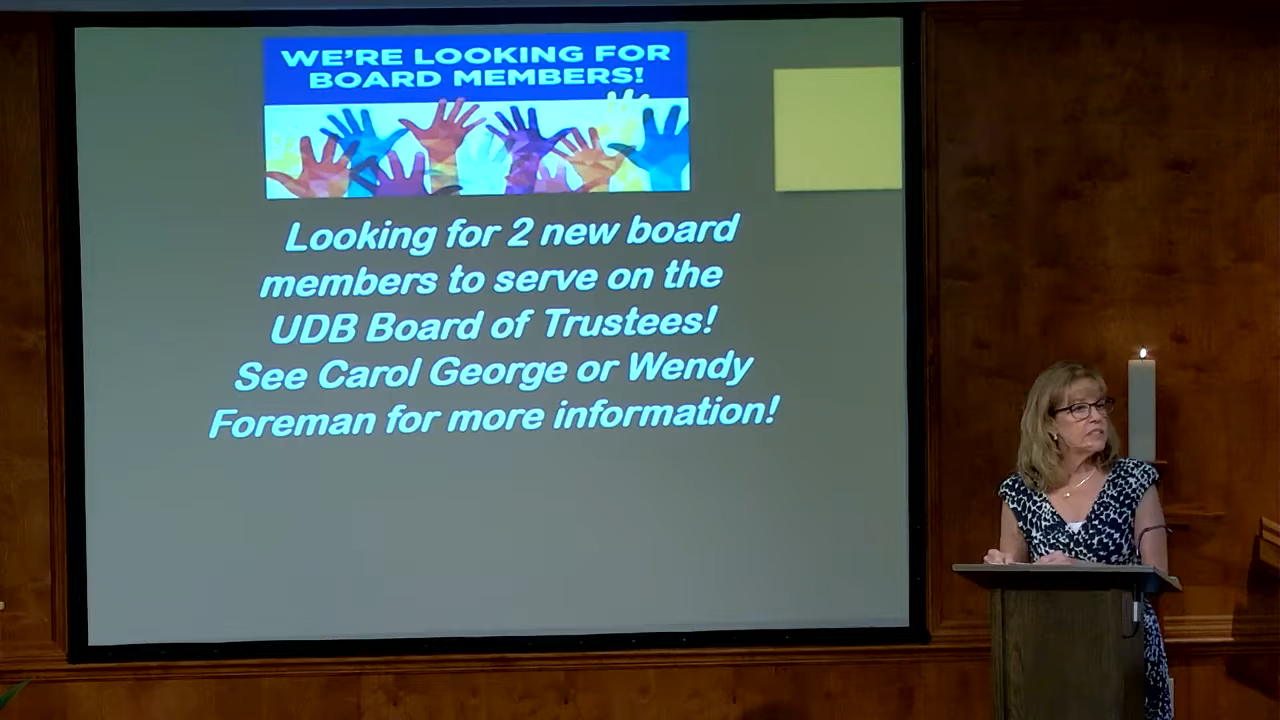 WE'RE LOOKING FOR
BOARD MEMBERS!
Looking for 2 new board
members to serve on the
UDB Board of Trustees!
See Carol George or Wendy
Foreman for more information!